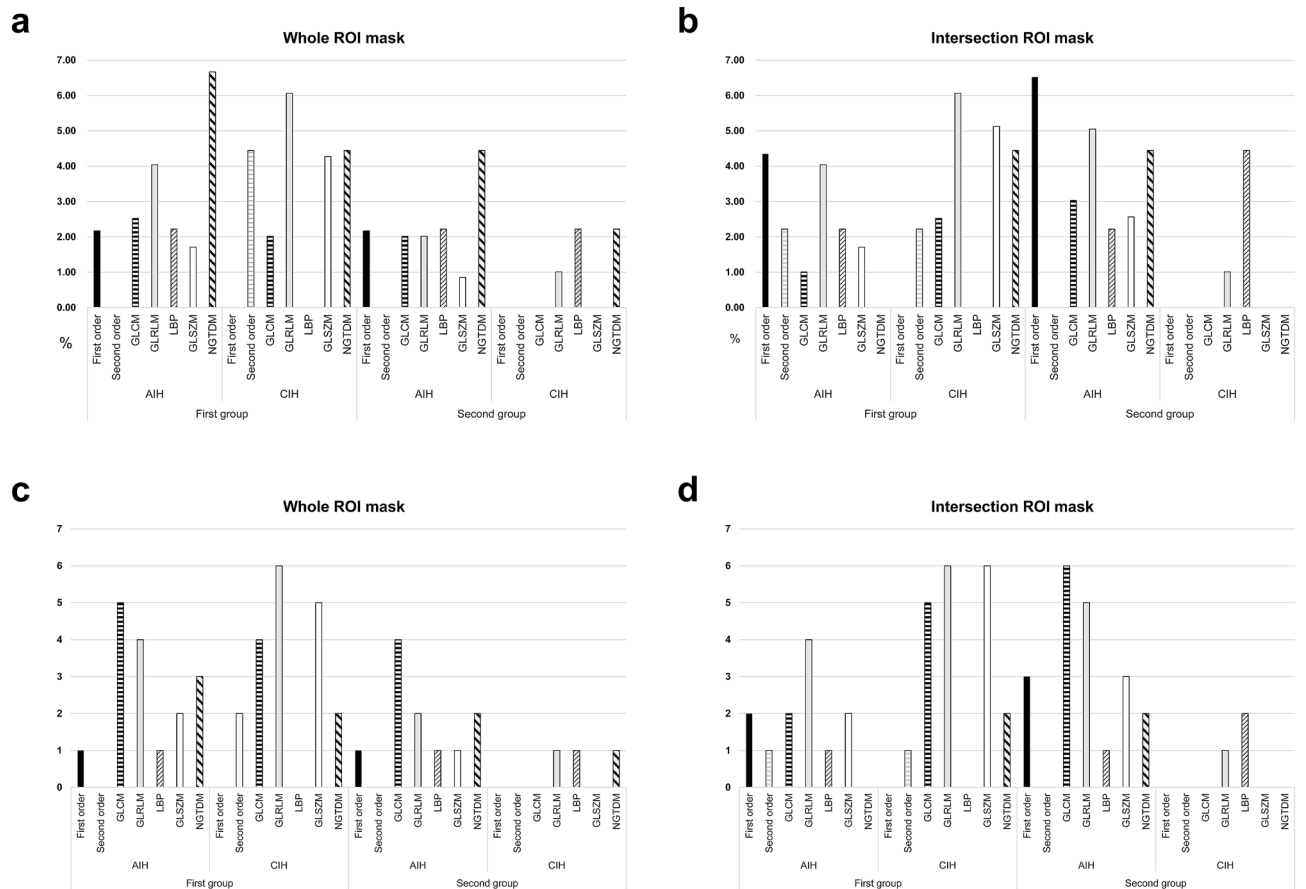 a
Whole ROI mask
7.00
6.00
5.00
4.00
3.00
2.00
1.00
0.00
%
First order
Second order
GLCM
GLRLM
LBP
GLSZM
NGTDM
First order
Second order
GLCM
GLRLM
LBP
GLSZM
NGTDM
First order
Second order
GLCM
GLRLM
LBP
GLSZM
NGTDM
First order
Second order
GLCM
GLRLM
LBP
GLSZM
NGTDM
AIH CIH AIH CIH
First group Second group
b
Intersection ROI mask
7.00
6.00
5.00
4.00
3.00
2.00
1.00
0.00
%
First order
Second order
GLCM
GLRLM
LBP
GLSZM
NGTDM
First order
Second order
GLCM
GLRLM
LBP
GLSZM
NGTDM
First order
Second order
GLCM
GLRLM
LBP
GLSZM
NGTDM
First order
Second order
GLCM
GLRLM
LBP
GLSZM
NGTDM
AIH CIH AIH CIH
First group Second group
c
Whole ROI mask
7
6
5
4
3
2
1
0
First order
Second order
GLCM
GLRLM
LBP
GLSZM
NGTDM
First order
Second order
GLCM
GLRLM
LBP
GLSZM
NGTDM
First order
Second order
GLCM
GLRLM
LBP
GLSZM
NGTDM
First order
Second order
GLCM
GLRLM
LBP
GLSZM
NGTDM
AIH CIH AIH CIH
First group Second group
d
Intersection ROI mask
7
6
5
4
3
2
1
0
First order
Second order
GLCM
GLRLM
LBP
GLSZM
NGTDM
First order
Second order
GLCM
GLRLM
LBP
GLSZM
NGTDM
First order
Second order
GLCM
GLRLM
LBP
GLSZM
NGTDM
First order
Second order
GLCM
GLRLM
LBP
GLSZM
NGTDM
AIH CIH AIH CIH
First group Second group